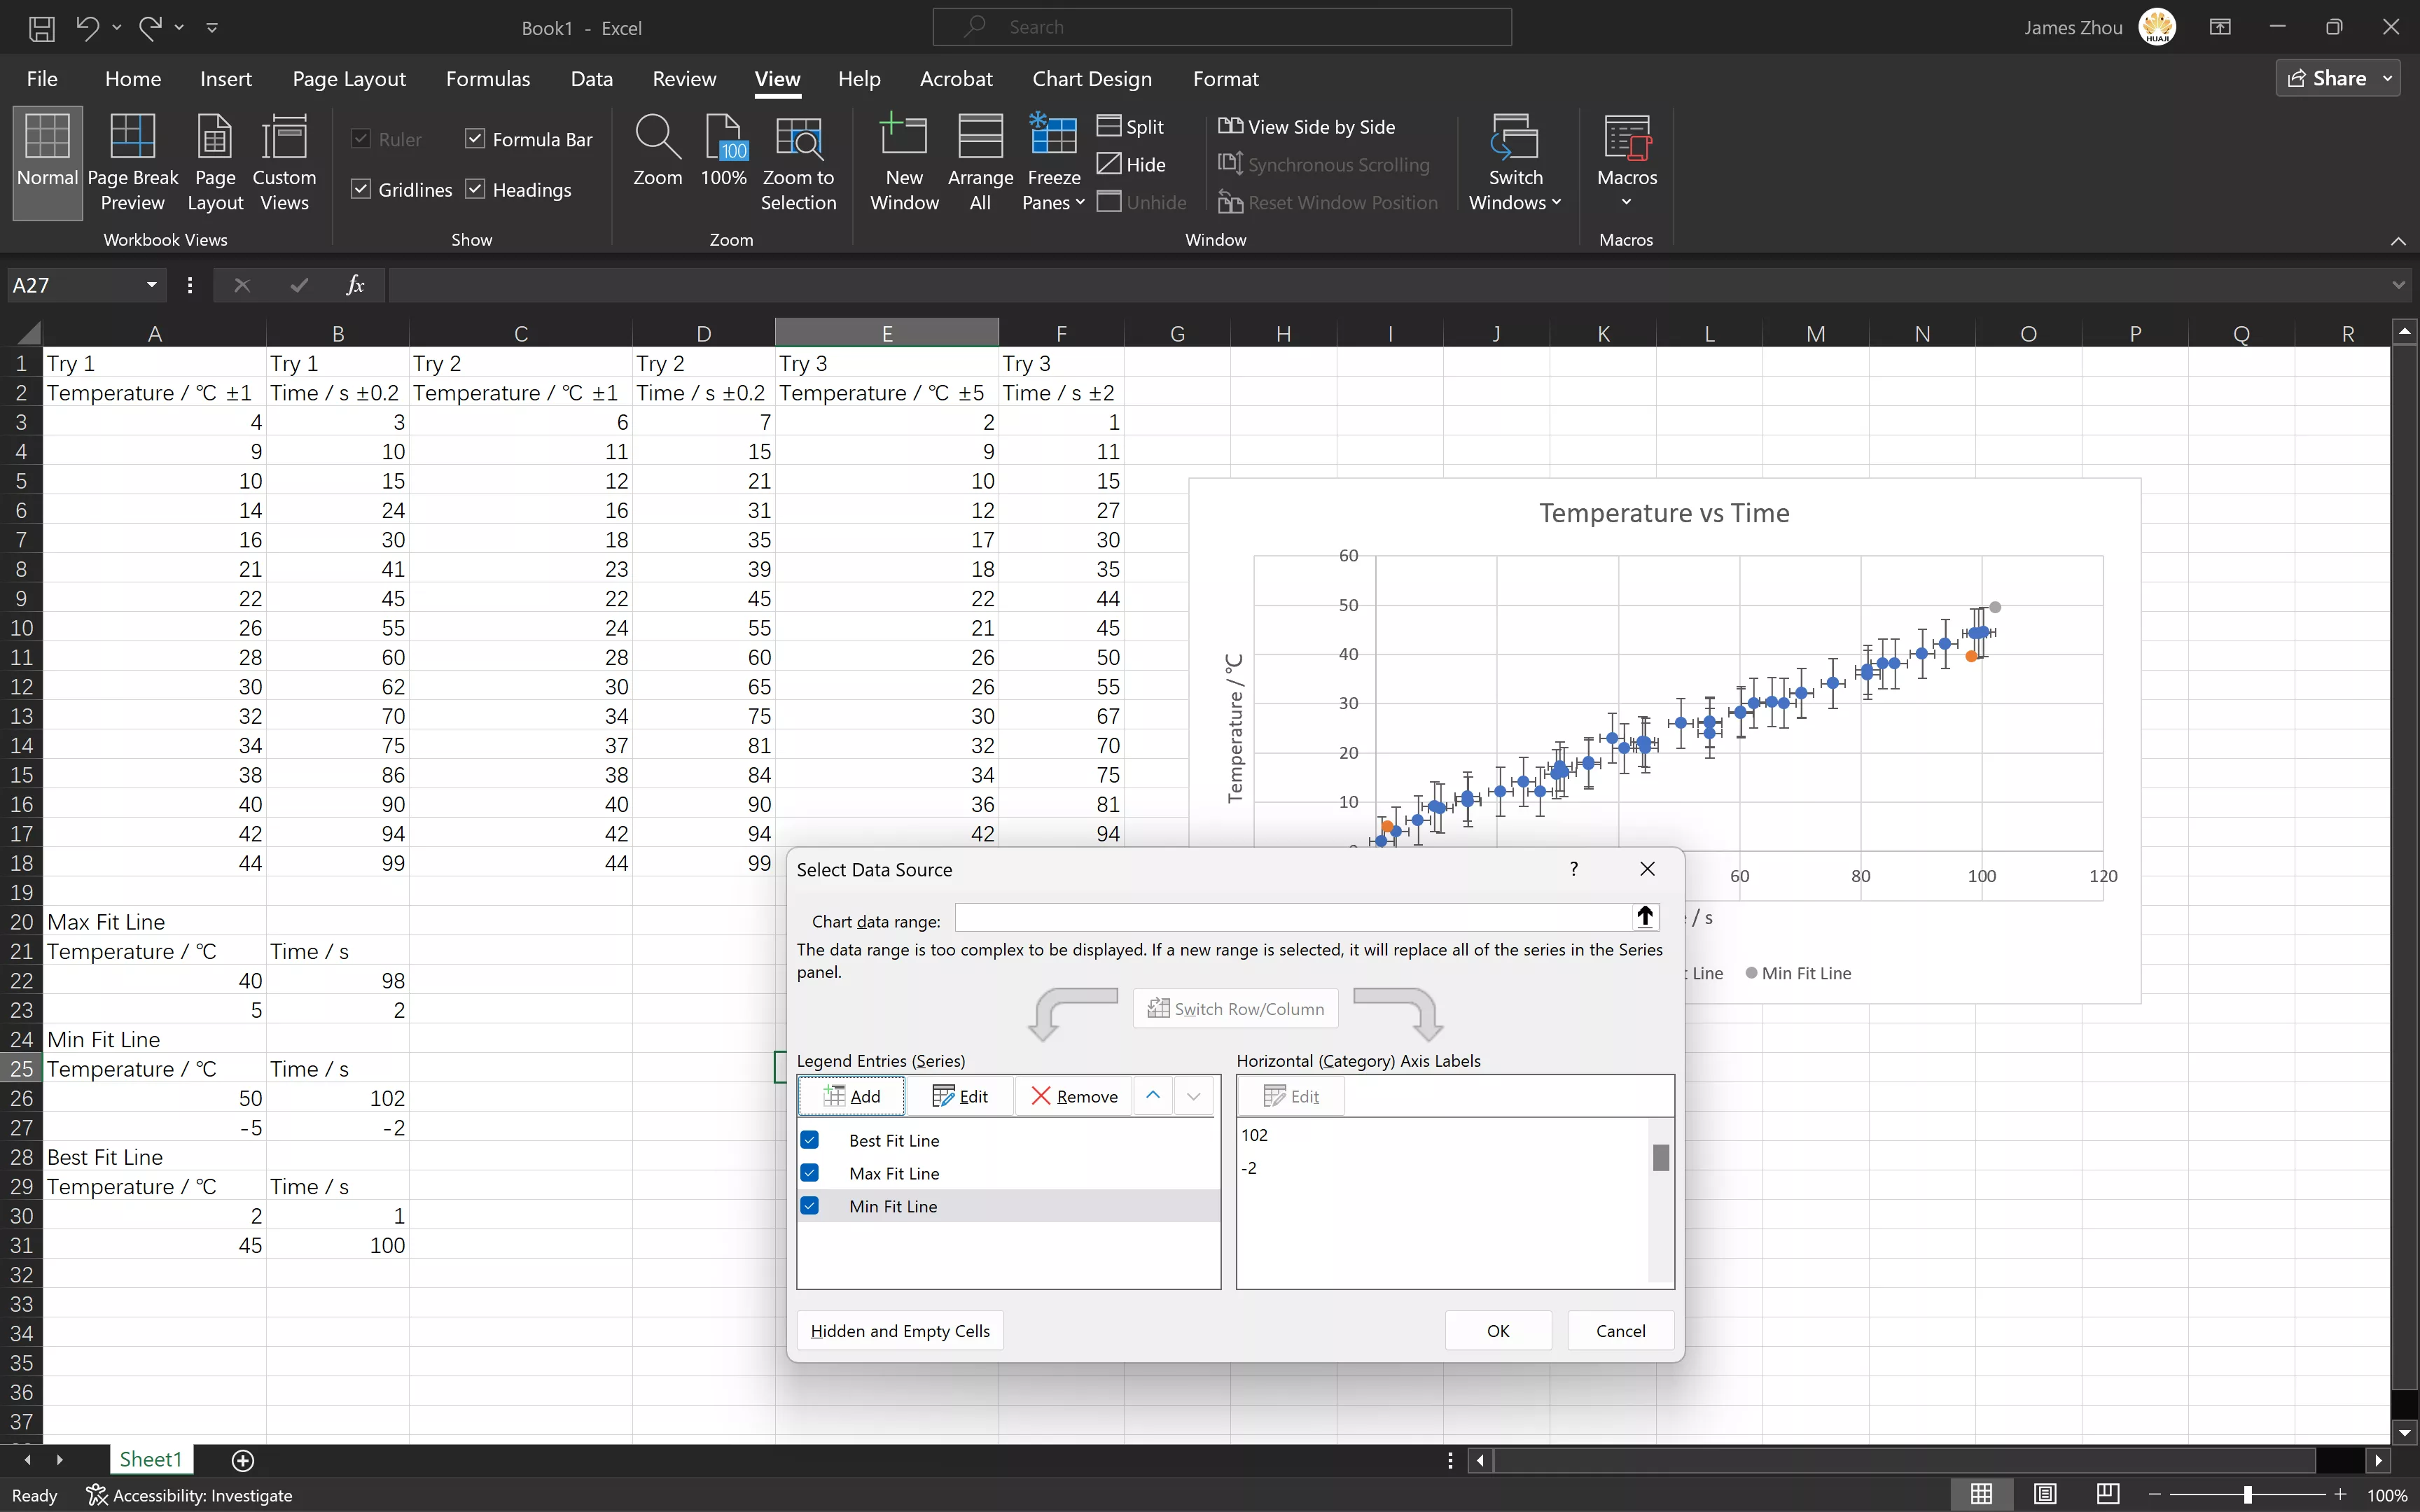 Book1 - Excel
Search
James Zhou
HUAJI
File Home Insert Page Layout Formulas Data Review View Help Acrobat Chart Design Format
Share
Normal
Page Break Preview
Page Layout
Custom Views
Workbook Views
Ruler
Formula Bar
Gridlines
Headings
Show
Zoom
100
100%
Zoom to Selection
Zoom
New Window
Arrange All
Freeze Panes
Split
Hide
Unhide
View Side by Side
Synchronous Scrolling
Reset Window Position
Switch Windows
Window
Macros
Macros
A27
fx
A B C D E F G H I J K L M N O P Q R
1 Try 1 Try 1 Try 2 Try 2 Try 3 Try 3
2 Temperature / ℃ ±1 Time / s ±0.2 Temperature / ℃ ±1 Time / s ±0.2 Temperature / ℃ ±5 Time / s ±2
3 4 3 6 7 2 1
4 9 10 11 15 9 11
5 10 15 12 21 10 15
6 14 24 16 31 12 27
7 16 30 18 35 17 30
8 21 41 23 39 18 35
9 22 45 22 45 22 44
10 26 55 24 55 21 45
11 28 60 28 60 26 50
12 30 62 30 65 26 55
13 32 70 34 75 30 67
14 34 75 37 81 32 70
15 38 86 38 84 34 75
16 40 90 40 90 36 81
17 42 94 42 94 42 94
18 44 99 44 99
19
20 Max Fit Line
21 Temperature / ℃ Time / s
22 40 98
23 5 2
24 Min Fit Line
25 Temperature / ℃ Time / s
26 50 102
27 -5 -2
28 Best Fit Line
29 Temperature / ℃ Time / s
30 2 1
31 45 100
32
33
34
35
36
37
Temperature vs Time
60
50
40
30
20
10
Temperature / ℃
60 80 100 120
/ s
Line
Min Fit Line
Select Data Source
?
Chart data range:
The data range is too complex to be displayed. If a new range is selected, it will replace all of the series in the Series
panel.
Switch Row/Column
Legend Entries (Series)
Add
Edit
Remove
Best Fit Line
Max Fit Line
Min Fit Line
Horizontal (Category) Axis Labels
Edit
102
-2
Hidden and Empty Cells
OK
Cancel
Sheet1
Ready
Accessibility: Investigate
100%